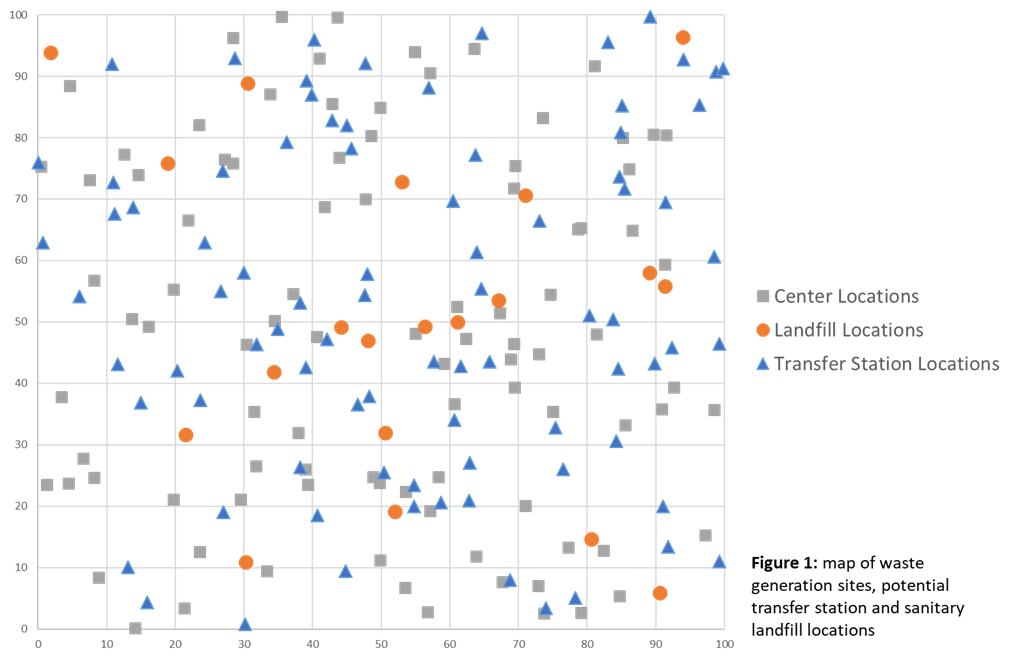 100
90
80
70
60
50
40
30
20
10
0
0 10 20 30 40 50 60 70 80 90 100
Center Locations
Landfill Locations
Transfer Station Locations
Figure 1: map of waste
generation sites, potential
transfer station and sanitary
landfill locations